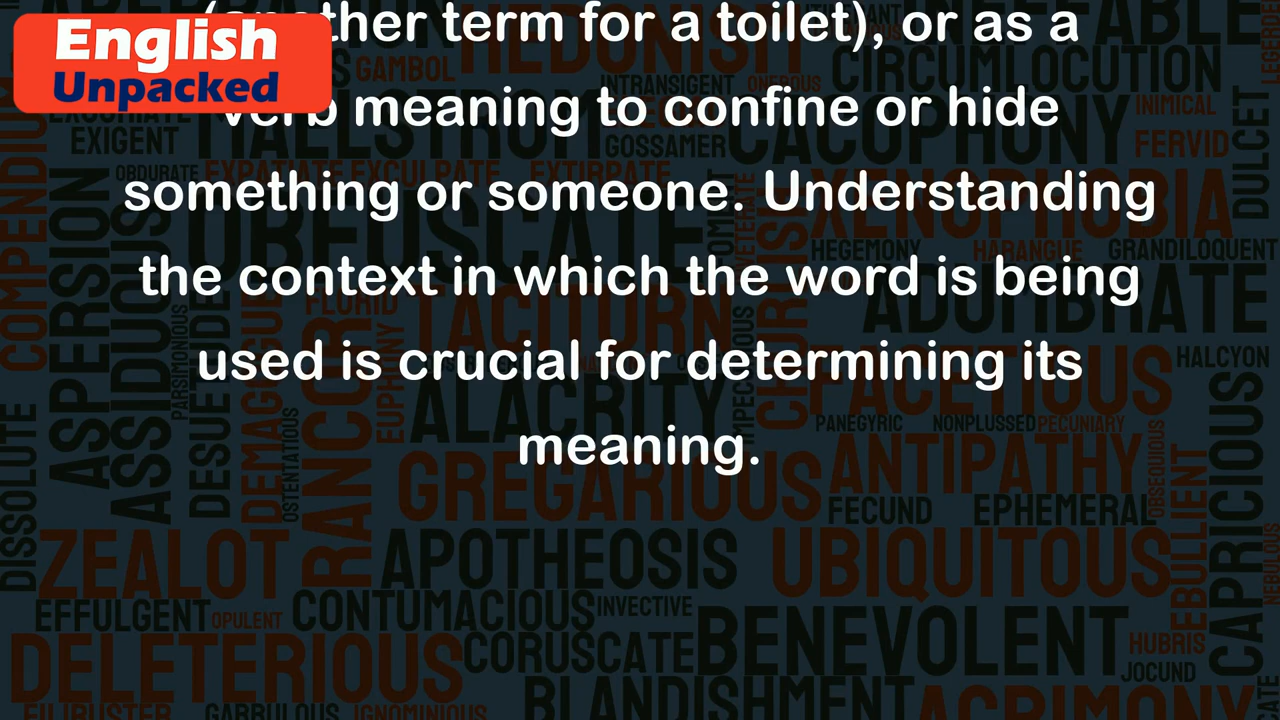 English
Unpacked
(another term for a toilet), or as a
verb meaning to confine or hide
something or someone. Understanding
the context in which the word is being
used is crucial for determining its
meaning.
HEDONISM
CIRCUMLOCUTION
GAMBOL
INTRANSIGENT
ONEROUS
INIMICAL
EXIGENT
MAELSTROM
GOSSAMER
CACOPHONY
FERVID
DULCET
COMPENDIUM
OBDURATE
EXPATIATE
EXCULPATE
EXTIRPATE
ASPERSION
ASSIDUOUS
OBFUSCATE
XENOPHOBIA
HEGEMONY
HARANGUE
GRANDILOQUENT
PARSIMONIOUS
DESUETUDE
DEMAGOGUE
FLORID
TACITURN
ADUMBRATE
RANCOR
EUPHONY
ALACRITY
FACETIOUS
HALCYON
PANEGYRIC
NONPLUSSED
PECUNIARY
DISSOLUTE
OSTENTATIOUS
GREGARIOUS
ANTIPATHY
OBSEQUIOUS
FECUND
EPHEMERAL
EBULLIENT
CAPRICIOUS
ZEALOT
APOTHEOSIS
UBIQUITOUS
NEBULOUS
EFFULGENT
OPULENT
CONTUMACIOUS
INVECTIVE
BENEVOLENT
HUBRIS
DELETERIOUS
CORUSCATE
JOCUND
BLANDISHMENT
ACRIMONY
FILIBUSTER
GARRULOUS
IGNOMINIOUS